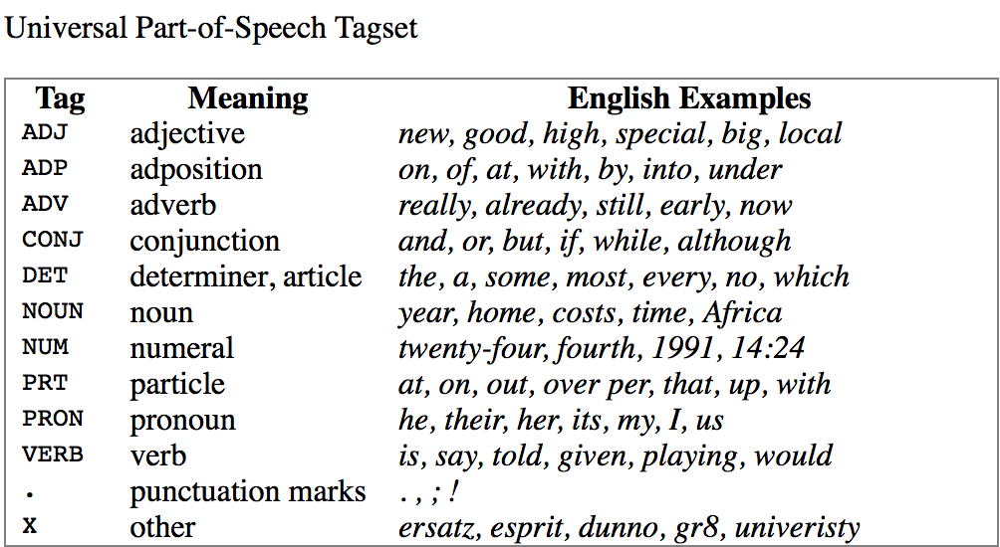 Universal Part-of-Speech Tagset
Tag Meaning English Examples
ADJ adjective new, good, high, special, big, local
ADP adposition on, of, at, with, by, into, under
ADV adverb really, already, still, early, now
CONJ conjunction and, or, but, if, while, although
DET determiner, article the, a, some, most, every, no, which
NOUN noun year, home, costs, time, Africa
NUM numeral twenty-four, fourth, 1991, 14:24
PRT particle at, on, out, over per, that, up, with
PRON pronoun he, their, her, its, my, I, us
VERB verb is, say, told, given, playing, would
. punctuation marks . , ; !
X other ersatz, esprit, dunno, gr8, univeristy